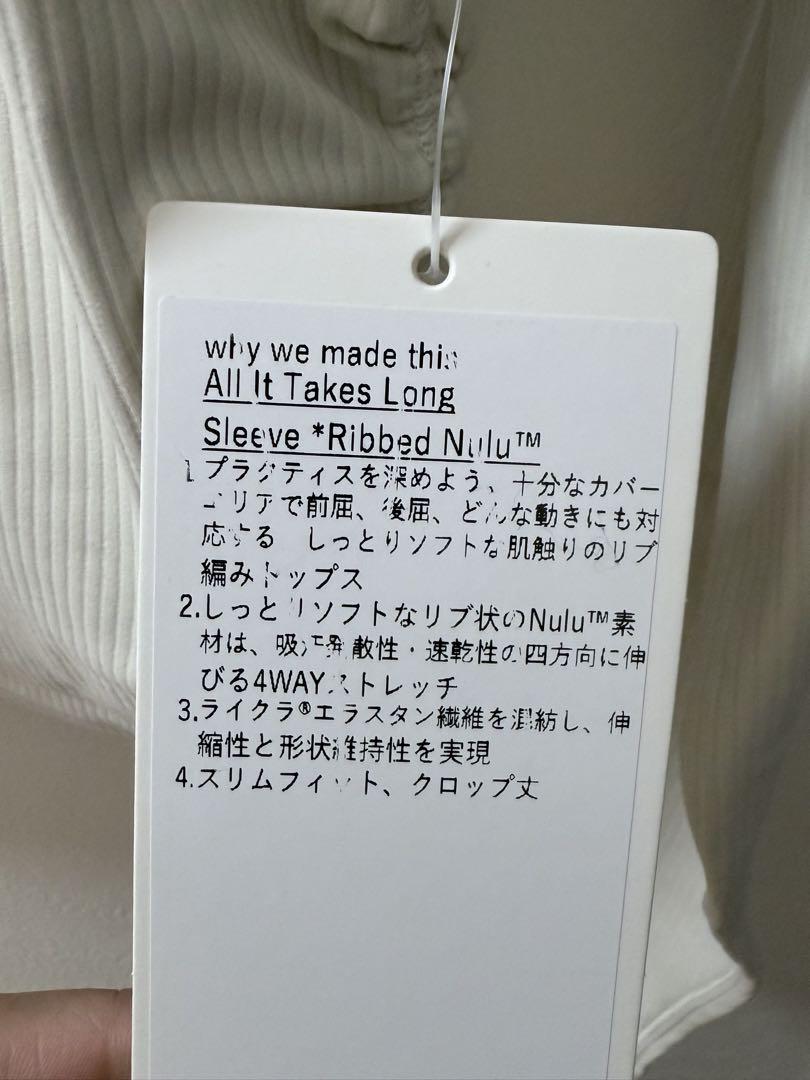 why we made this
All It Takes Long
Sleeve *Ribbed Nulu™
1.プラクティスを深めよう、十分なカバー
エリアで前屈、後屈、どんな動きにも対
応する しっとりソフトな肌触りのリブ
編みトップス
2.しっとりソフトなリブ状のNulu™素
材は、吸汗発散性・速乾性の四方向に伸
びる4WAYストレッチ
3.ライクラ®エラスタン繊維を混紡し、伸
縮性と形状維持性を実現
4.スリムフィット、クロップ丈